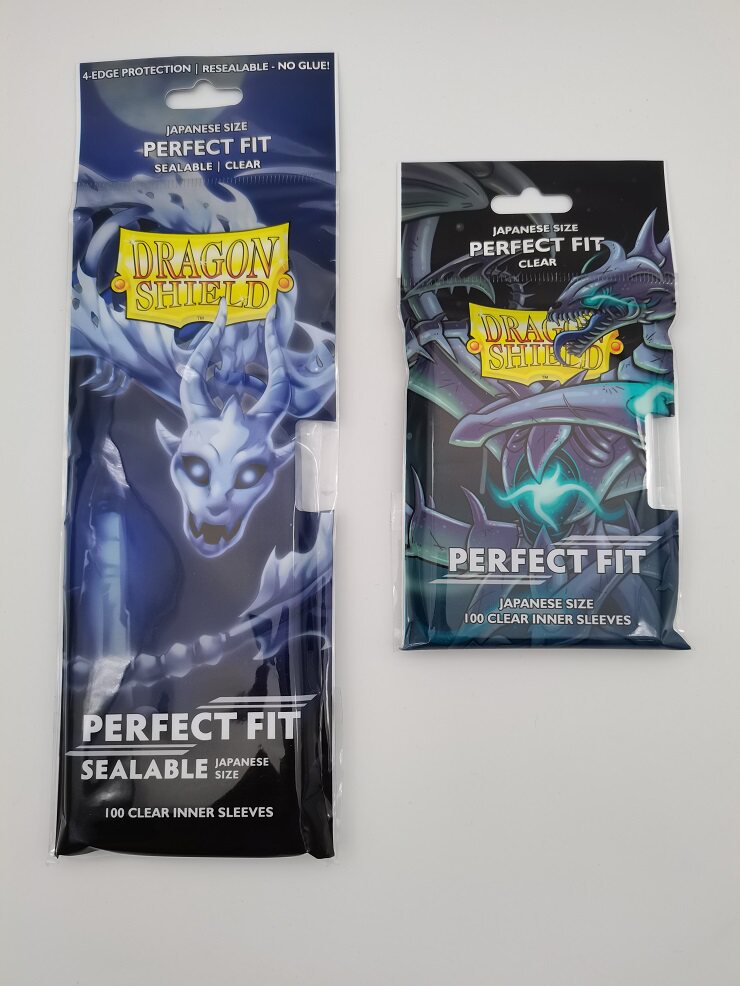 4-EDGE PROTECTION | RESEALABLE - NO GLUE!
JAPANESE SIZE
PERFECT FIT
SEALABLE | CLEAR
DRAGON
SHIELD
TM
PERFECT FIT
SEALABLE JAPANESE
SIZE
100 CLEAR INNER SLEEVES
JAPANESE SIZE
PERFECT FIT
CLEAR
DRAGON
SHIELD
TM
PERFECT FIT
JAPANESE SIZE
100 CLEAR INNER SLEEVES